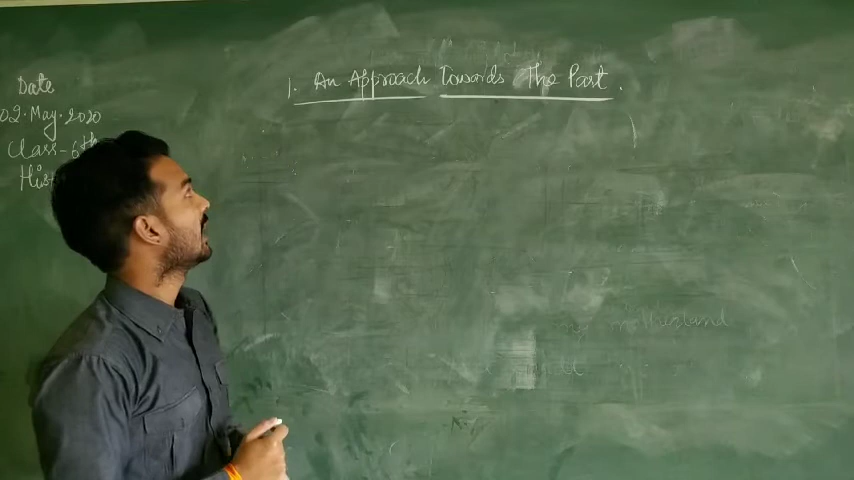 Date
02.May.2020
Class-6th
His
1. An Approach Towards The Past.